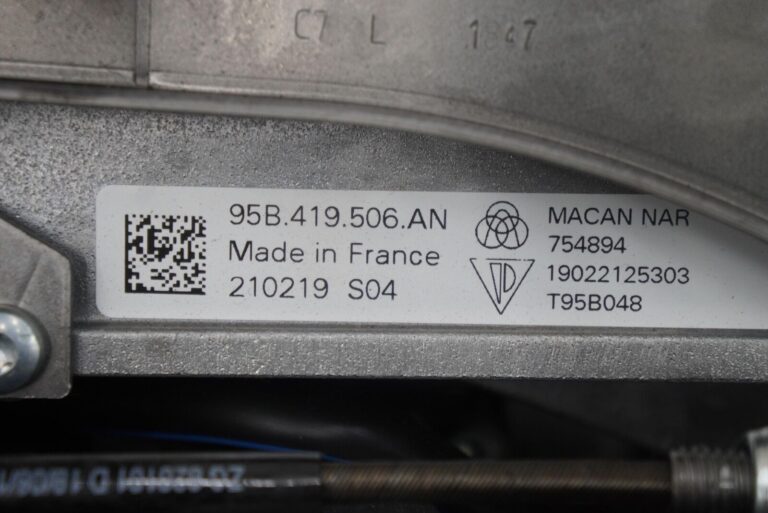 C7 L
95B.419.506.AN
Made in France
210219 S04
MACAN NAR
754894
19022125303
T95B048